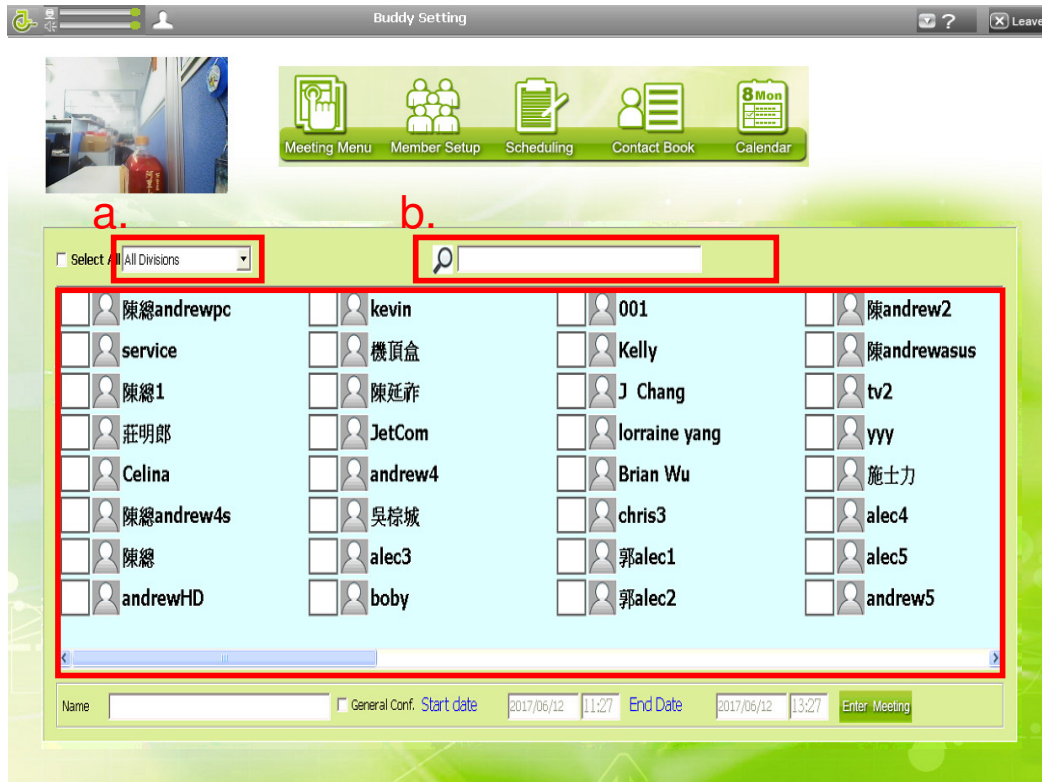 Buddy Setting
? Leave
8 Mon
Meeting Menu Member Setup Scheduling Contact Book Calendar
a. b.
Select All All Divisions
陳總andrewpc kevin 001 陳andrew2
service 機頂盒 Kelly 陳andrewasus
陳總1 陳延祚 J Chang tv2
莊明郎 JetCom lorraine yang yyy
Celina andrew4 Brian Wu 施士力
陳總andrew4s 吳棕城 chris3 alec4
陳總 alec3 郭alec1 alec5
andrewHD boby 郭alec2 andrew5
Name General Conf. Start date 2017/06/12 11:27 End Date 2017/06/12 13:27 Enter Meeting